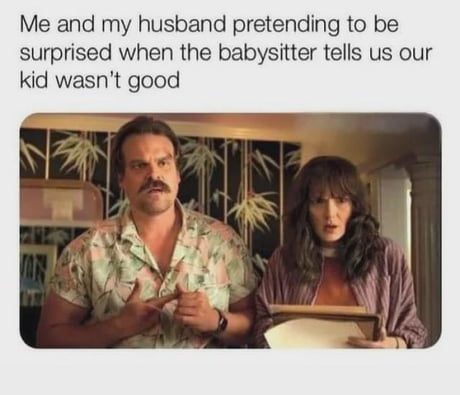 Me and my husband pretending to be
surprised when the babysitter tells us our
kid wasn't good